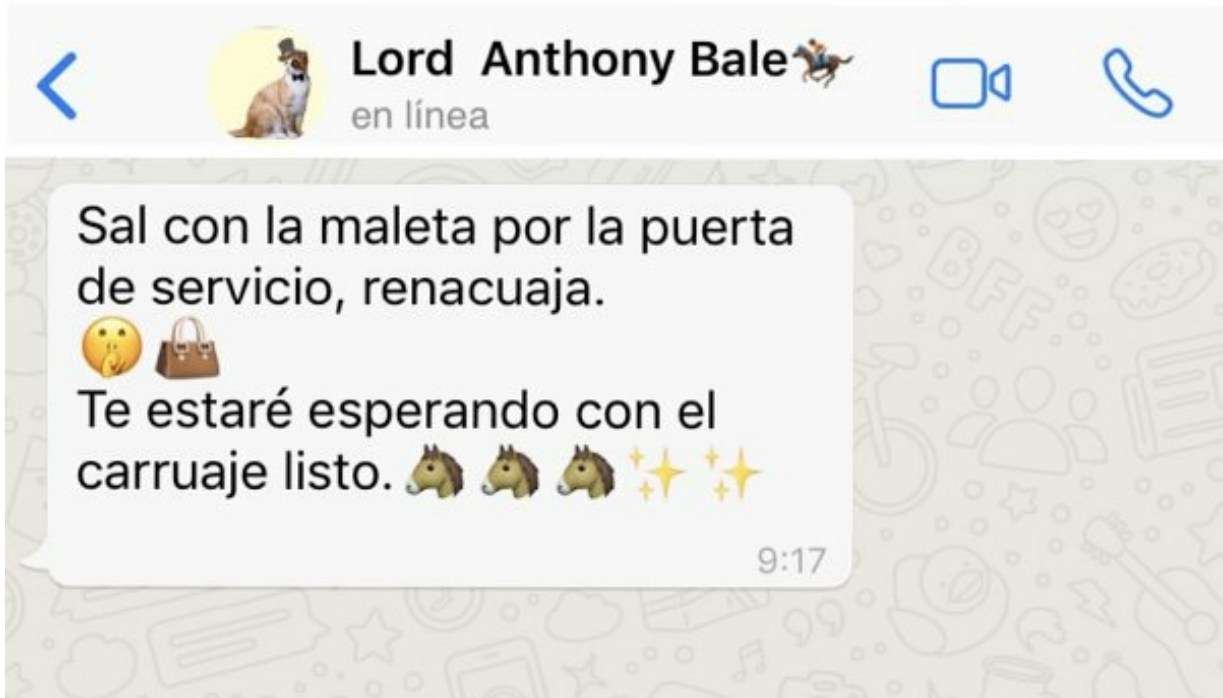 Lord Anthony Bale🏇
en línea
Sal con la maleta por la puerta
de servicio, renacuaja.
🤫👜
Te estaré esperando con el
carruaje listo. 🐴🐴🐴✨✨
9:17
BFF